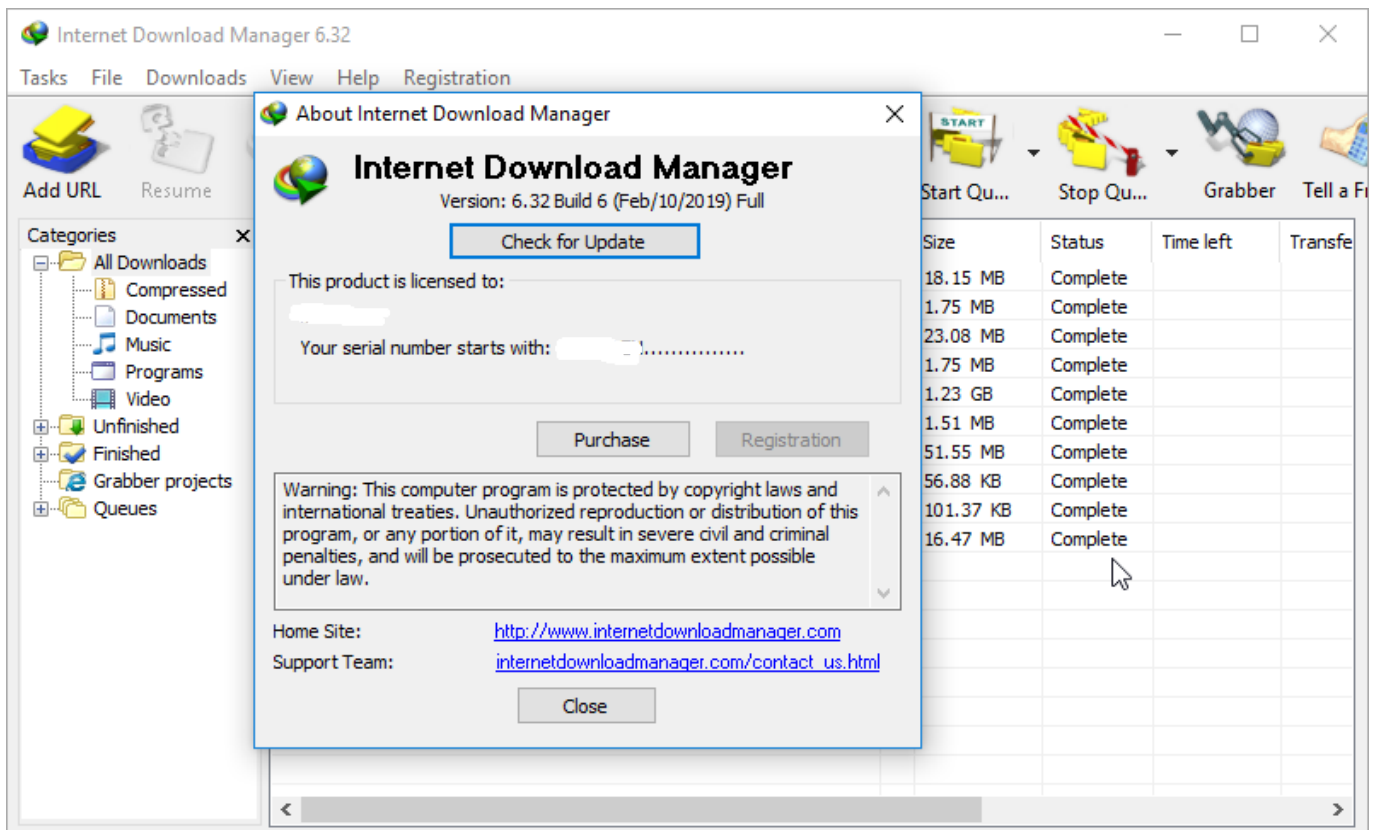 Internet Download Manager 6.32
Tasks File Downloads View Help Registration
Add URL
Resume
START
Start Qu...
Stop Qu...
Grabber
Tell a
Categories
All Downloads
Compressed
Documents
Music
Programs
Video
Unfinished
Finished
Grabber projects
Queues
About Internet Download Manager
Internet Download Manager
Version: 6.32 Build 6 (Feb/10/2019) Full
Check for Update
This product is licensed to:
Your serial number starts with: ...............
Purchase
Registration
Warning: This computer program is protected by copyright laws and
international treaties. Unauthorized reproduction or distribution of this
program, or any portion of it, may result in severe civil and criminal
penalties, and will be prosecuted to the maximum extent possible
under law.
Home Site: http://www.internetdownloadmanager.com
Support Team: internetdownloadmanager.com/contact_us.html
Close
Size Status Time left Transfe
18.15 MB Complete
1.75 MB Complete
23.08 MB Complete
1.75 MB Complete
1.23 GB Complete
1.51 MB Complete
51.55 MB Complete
56.88 KB Complete
101.37 KB Complete
16.47 MB Complete